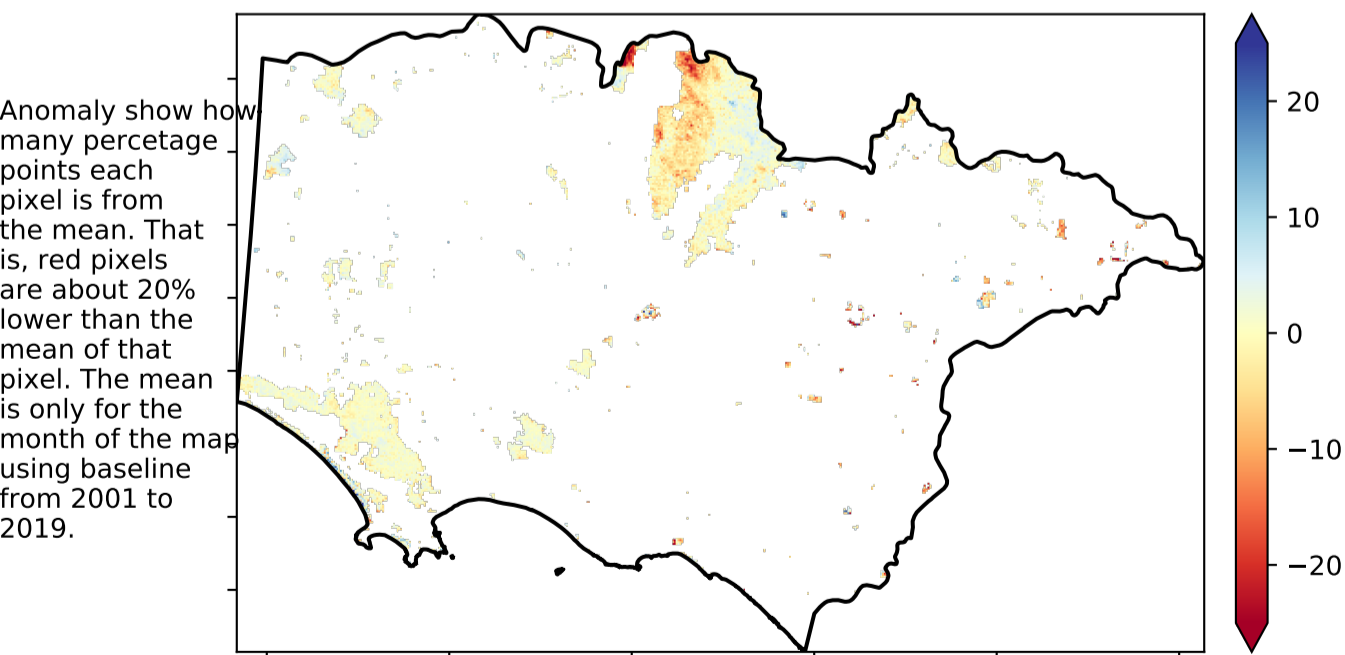 Anomaly show how
many percetage
points each
pixel is from
the mean. That
is, red pixels
are about 20%
lower than the
mean of that
pixel. The mean
is only for the
month of the map
using baseline
from 2001 to
2019.
20
10
0
−10
−20